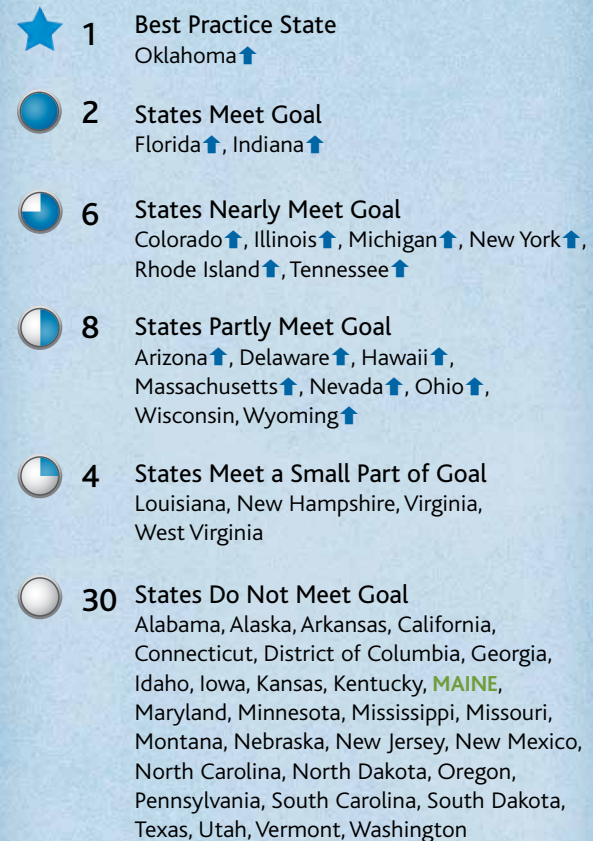 1 Best Practice State
Oklahoma⬆
2 States Meet Goal
Florida⬆, Indiana⬆
6 States Nearly Meet Goal
Colorado⬆, Illinois⬆, Michigan⬆, New York⬆,
Rhode Island⬆, Tennessee⬆
8 States Partly Meet Goal
Arizona⬆, Delaware⬆, Hawaii⬆,
Massachusetts⬆, Nevada⬆, Ohio⬆,
Wisconsin, Wyoming⬆
4 States Meet a Small Part of Goal
Louisiana, New Hampshire, Virginia,
West Virginia
30 States Do Not Meet Goal
Alabama, Alaska, Arkansas, California,
Connecticut, District of Columbia, Georgia,
Idaho, Iowa, Kansas, Kentucky, MAINE,
Maryland, Minnesota, Mississippi, Missouri,
Montana, Nebraska, New Jersey, New Mexico,
North Carolina, North Dakota, Oregon,
Pennsylvania, South Carolina, South Dakota,
Texas, Utah, Vermont, Washington